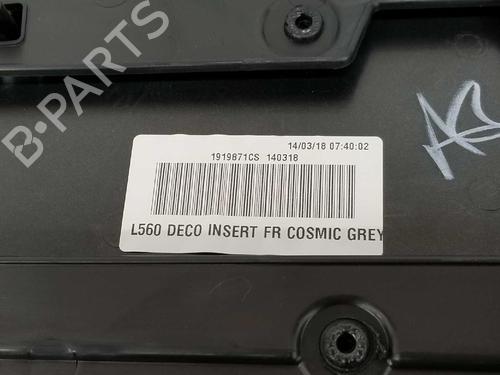 14/03/18 07:40:02
1919871CS 140318
L560 DECO INSERT FR COSMIC GREY
B-PARTS